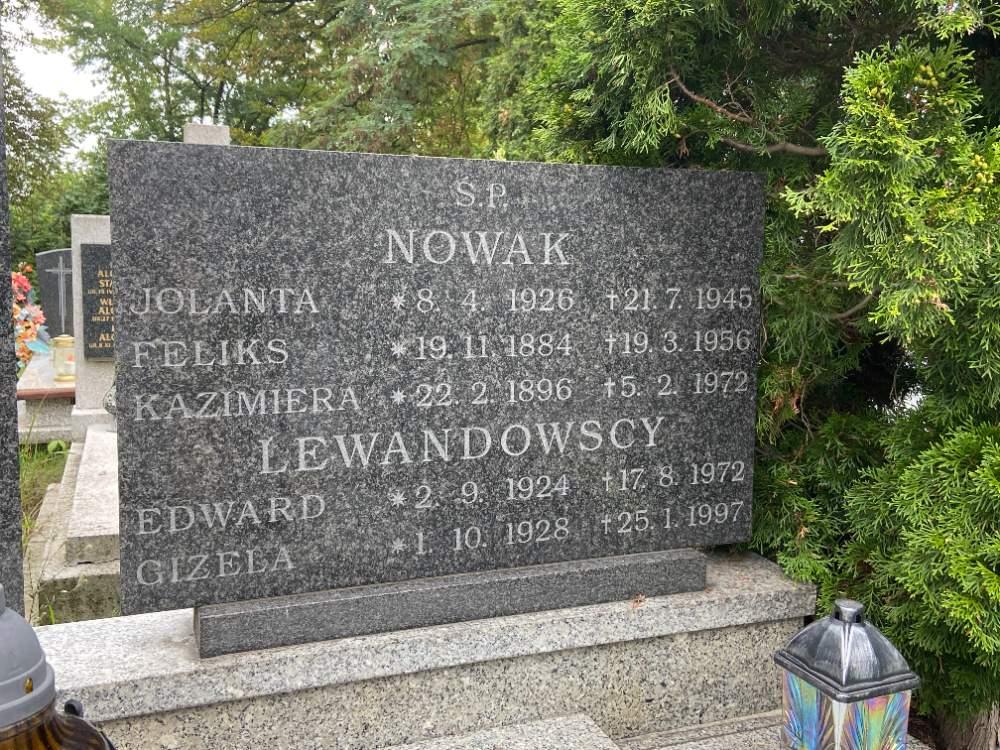 S.P.
NOWAK
JOLANTA * 8. 4. 1926 †21. 7. 1945
FELIKS * 19. 11. 1884 †19. 3. 1956
KAZIMIERA * 22. 2. 1896 †5. 2. 1972
LEWANDOWSCY
EDWARD * 2. 9. 1924 †17. 8. 1972
GIZELA * 1. 10. 1928 †25. 1. 1997